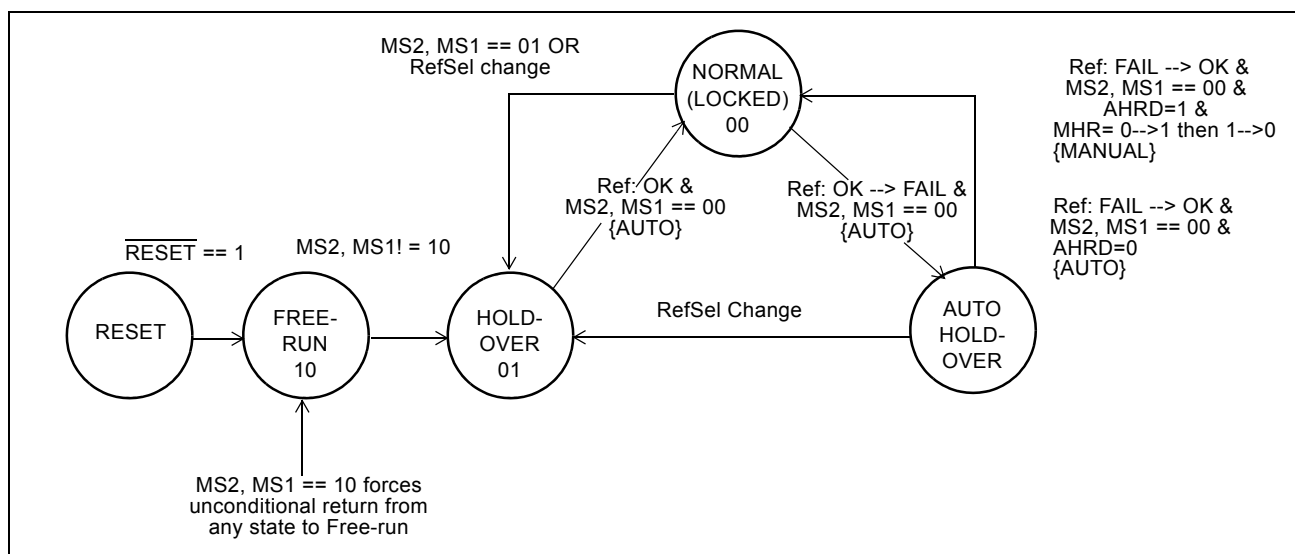 MS2, MS1 == 01 OR
RefSel change
NORMAL
(LOCKED)
00
Ref: FAIL --> OK &
MS2, MS1 == 00 &
AHRD=1 &
MHR= 0-->1 then 1-->0
{MANUAL}
Ref: OK &
MS2, MS1 == 00
{AUTO}
Ref: OK --> FAIL &
MS2, MS1 == 00
{AUTO}
Ref: FAIL --> OK &
MS2, MS1 == 00 &
AHRD=0
{AUTO}
RESET == 1
MS2, MS1! = 10
RESET
FREE-
RUN
10
HOLD-
OVER
01
RefSel Change
AUTO
HOLD-
OVER
MS2, MS1 == 10 forces
unconditional return from
any state to Free-run